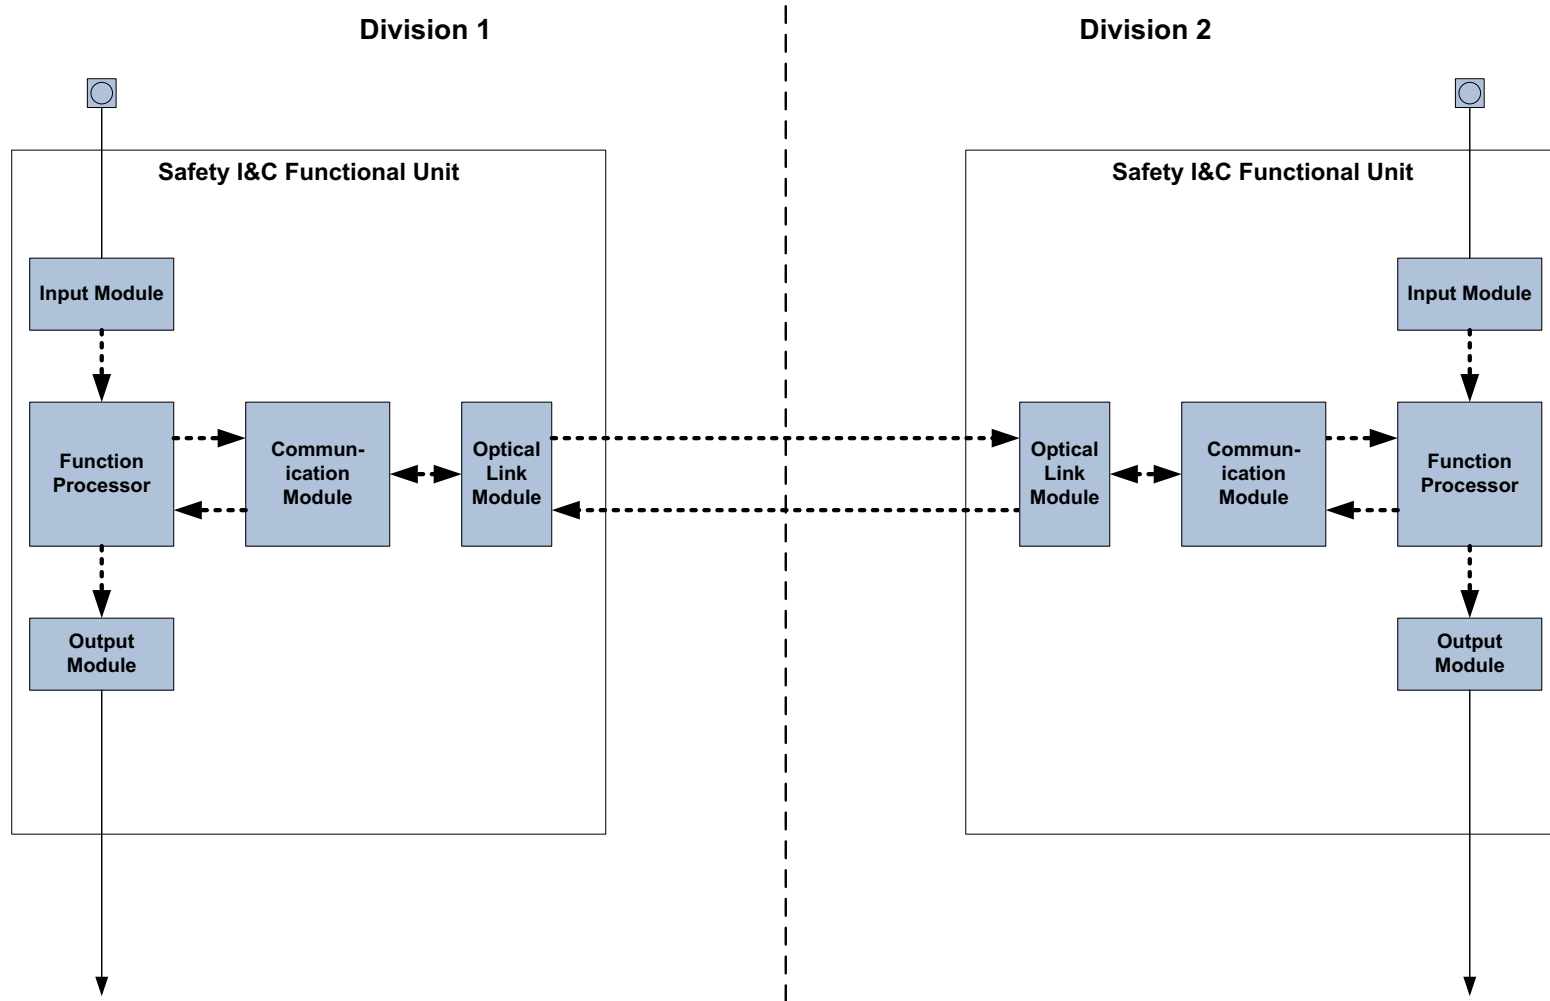 Division 1
Division 2
Safety I&C Functional Unit
Safety I&C Functional Unit
Input Module
Input Module
Function
Processor
Commun-
ication
Module
Optical
Link
Module
Optical
Link
Module
Commun-
ication
Module
Function
Processor
Output
Module
Output
Module